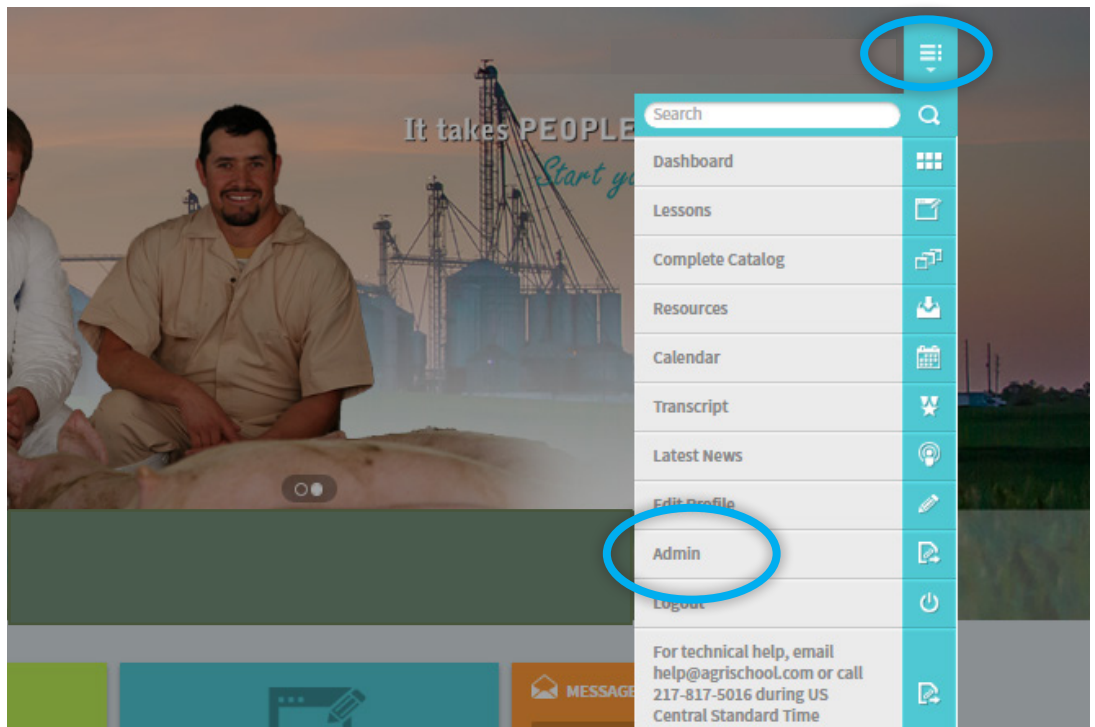 It takes PEOPLE
Start
Search
Dashboard
Lessons
Complete Catalog
Resources
Calendar
Transcript
Latest News
Edit Profile
Admin
Logout
For technical help, email
help@agrischool.com or call
217-817-5016 during US
Central Standard Time
MESSAGE